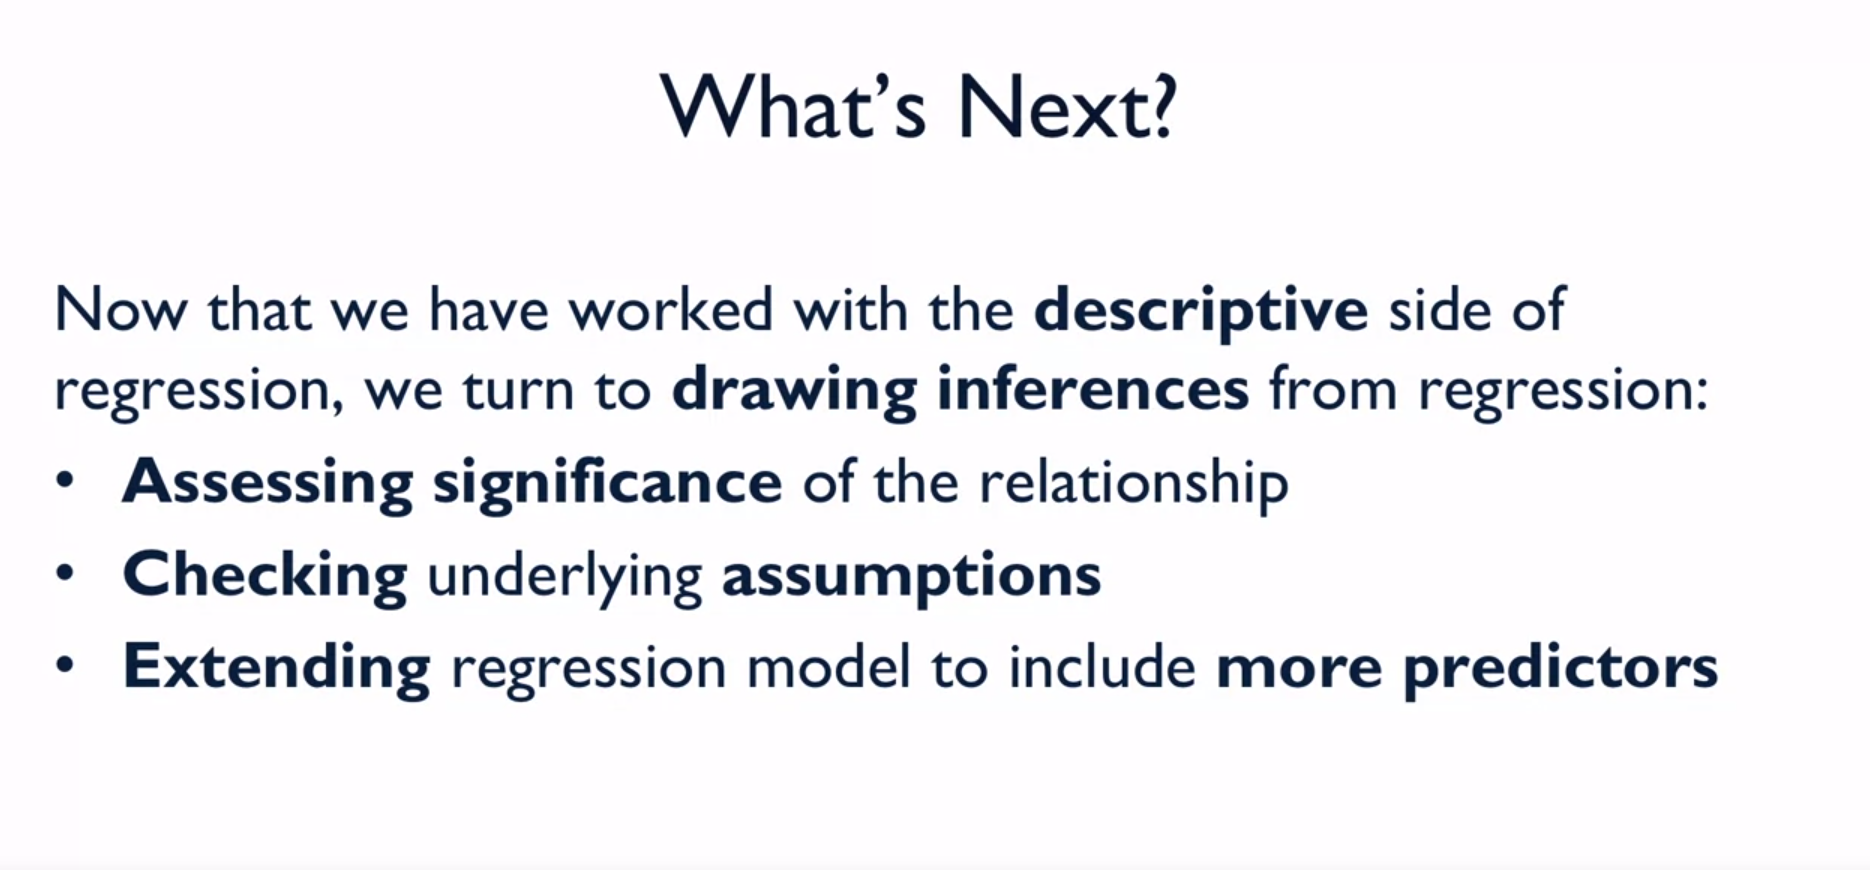 What’s Next?
Now that we have worked with the descriptive side of
regression, we turn to drawing inferences from regression:
• Assessing significance of the relationship
• Checking underlying assumptions
• Extending regression model to include more predictors